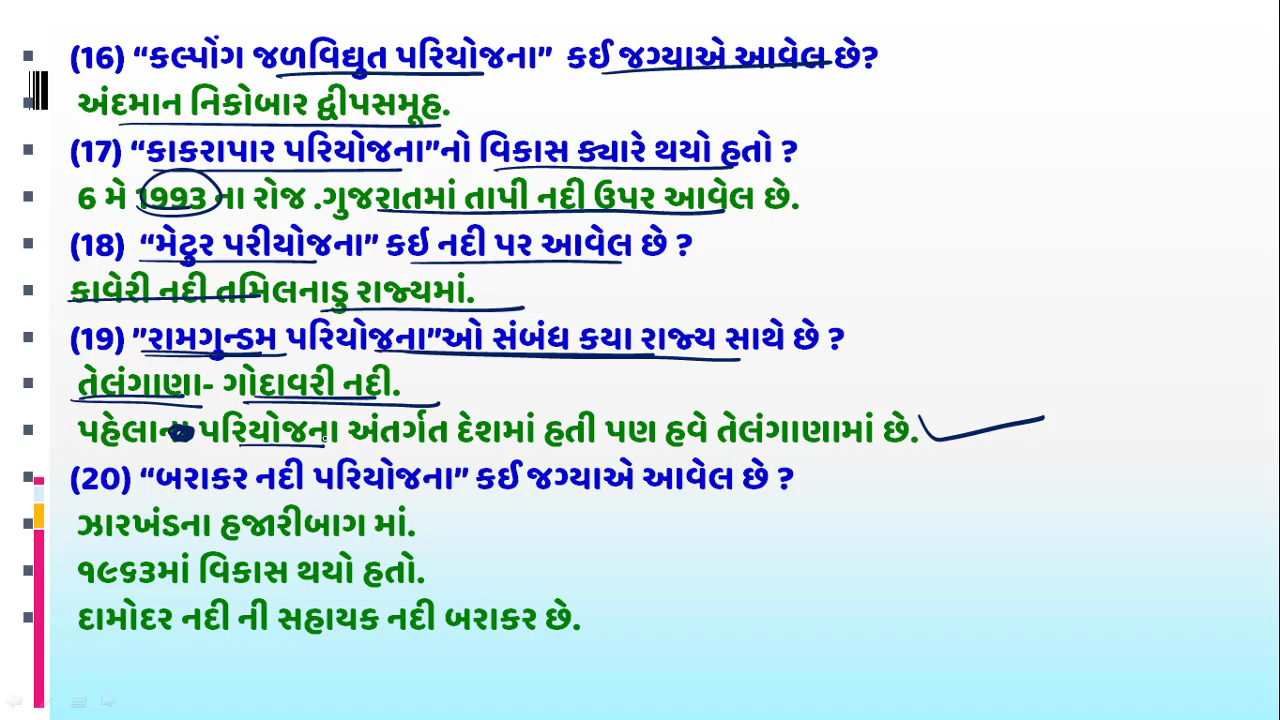 (16) “કલ્પોંગ જળવિદ્યુત પરિયોજના” કઈ જગ્યાએ આવેલ છે?
અંદમાન નિકોબાર દ્વીપસમૂહ.
(17) “કાકરાપાર પરિયોજના”નો વિકાસ ક્યારે થયો હતો ?
6 મે 1993 ના રોજ .ગુજરાતમાં તાપી નદી ઉપર આવેલ છે.
(18) “મેટુર પરીયોજના” કઇ નદી પર આવેલ છે ?
કાવેરી નદી તમિલનાડુ રાજ્યમાં.
(19) ”રામગુન્ડમ પરિયોજના”ઓ સંબંધ કયા રાજ્ય સાથે છે ?
તેલંગાણા- ગોદાવરી નદી.
પરિયોજના અંતર્ગત દેશમાં હતી પણ હવે તેલંગાણામાં છે.
(20) “બરાકર નદી પરિયોજના” કઈ જગ્યાએ આવેલ છે ?
ઝારખંડના હજારીબાગ માં.
૧૯૬૩માં વિકાસ થયો હતો.
દામોદર નદી ની સહાયક નદી બરાકર છે.